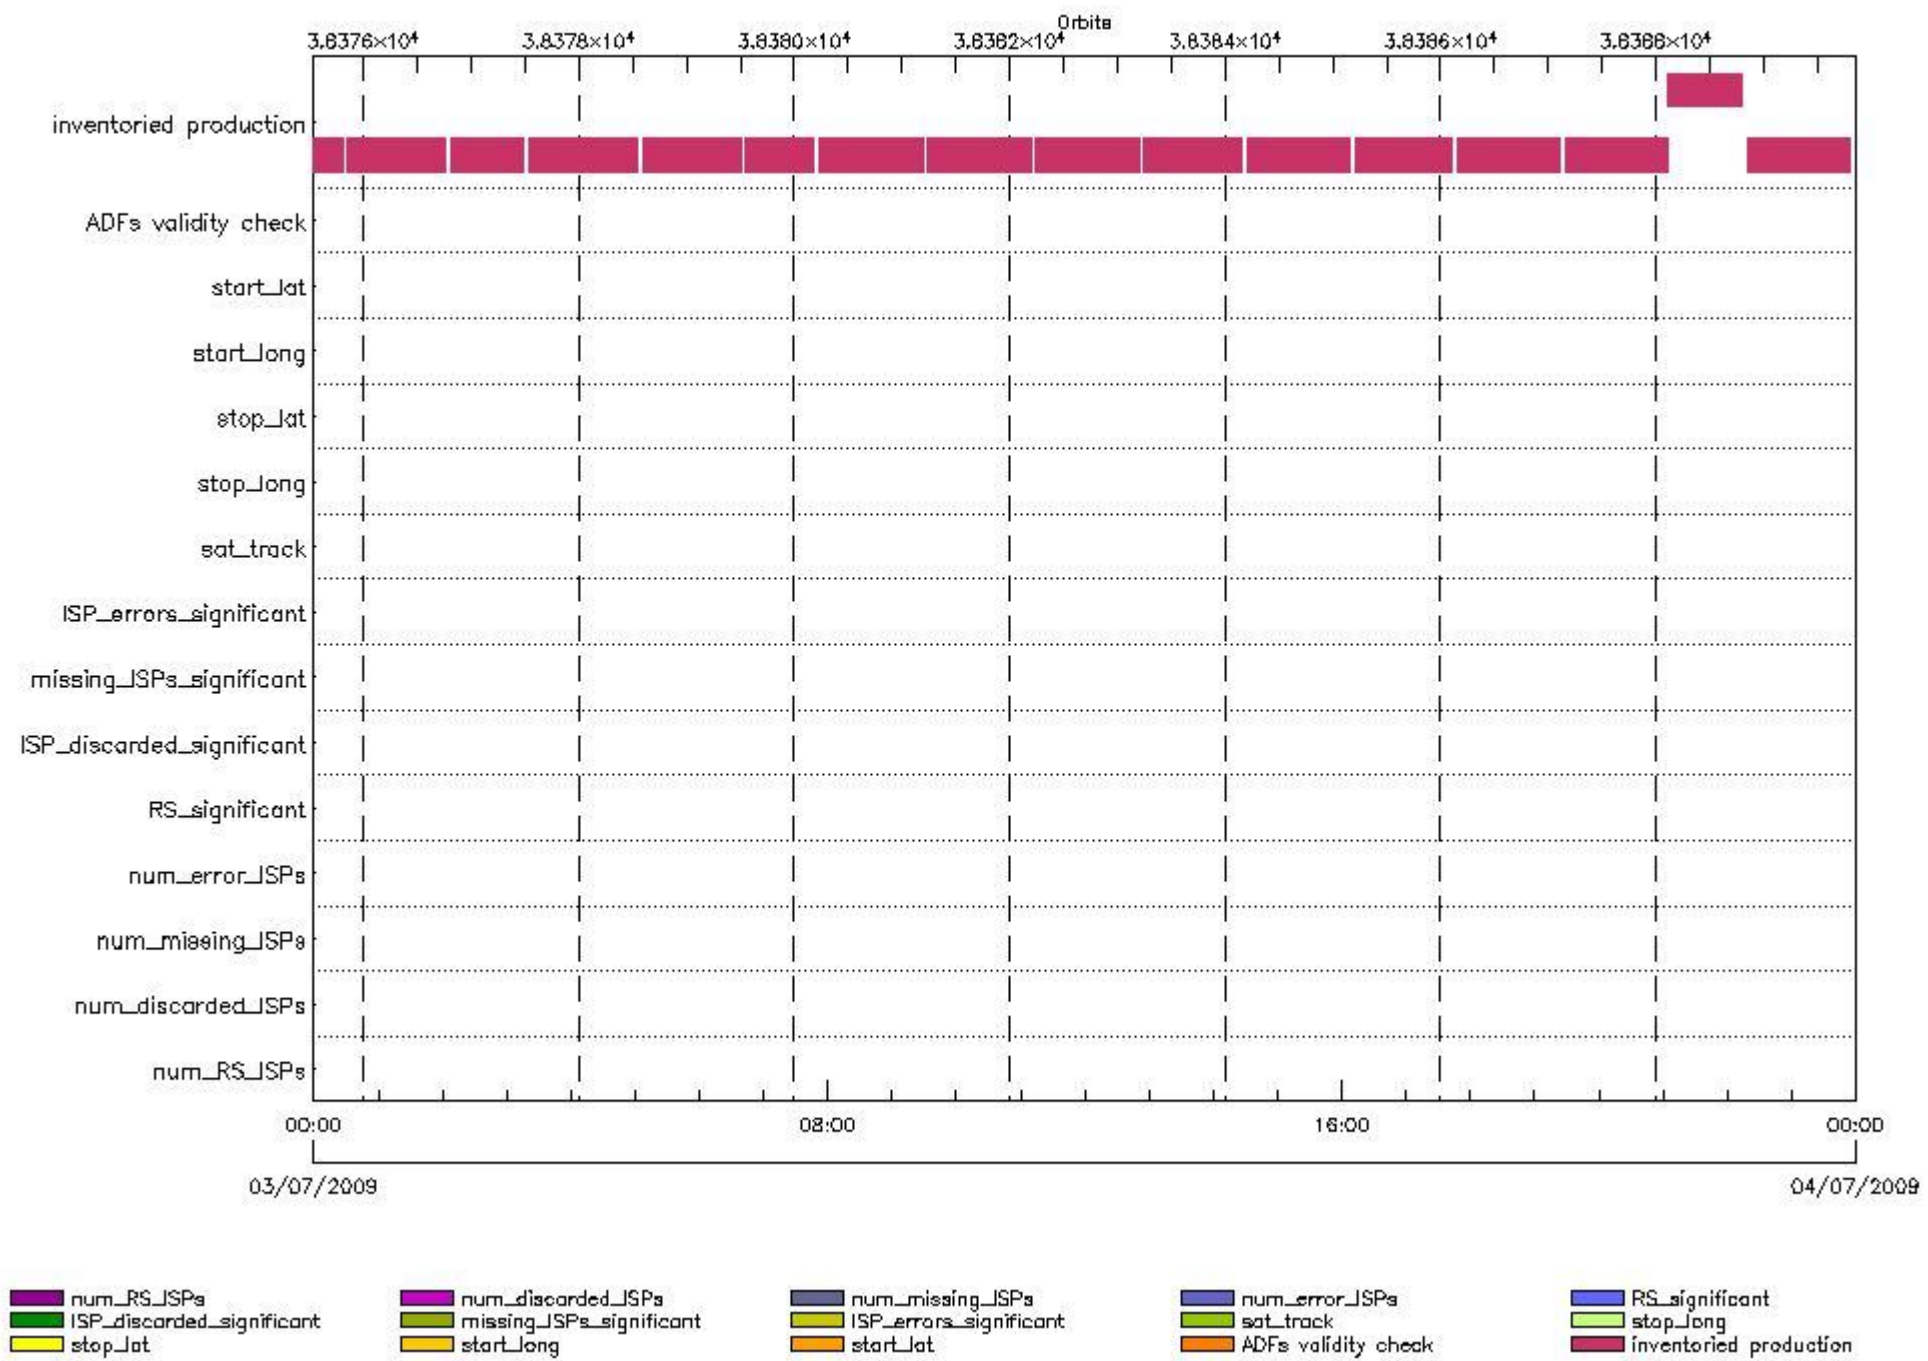 Orbits
3.8376×10⁴ 3.8378×10⁴ 3.8380×10⁴ 3.8382×10⁴ 3.8384×10⁴ 3.8386×10⁴ 3.8388×10⁴
inventoried production
ADFs validity check
start_lat
start_long
stop_lat
stop_long
sat_track
ISP_errors_significant
missing_ISPs_significant
ISP_discarded_significant
RS_significant
num_error_ISPs
num_missing_ISPs
num_discarded_ISPs
num_RS_ISPs
00:00 08:00 16:00 00:00
03/07/2009 04/07/2009
num_RS_ISPs num_discarded_ISPs num_missing_ISPs num_error_ISPs RS_significant
ISP_discarded_significant missing_ISPs_significant ISP_errors_significant sat_track stop_long
stop_lat start_long start_lat ADFs validity check inventoried production